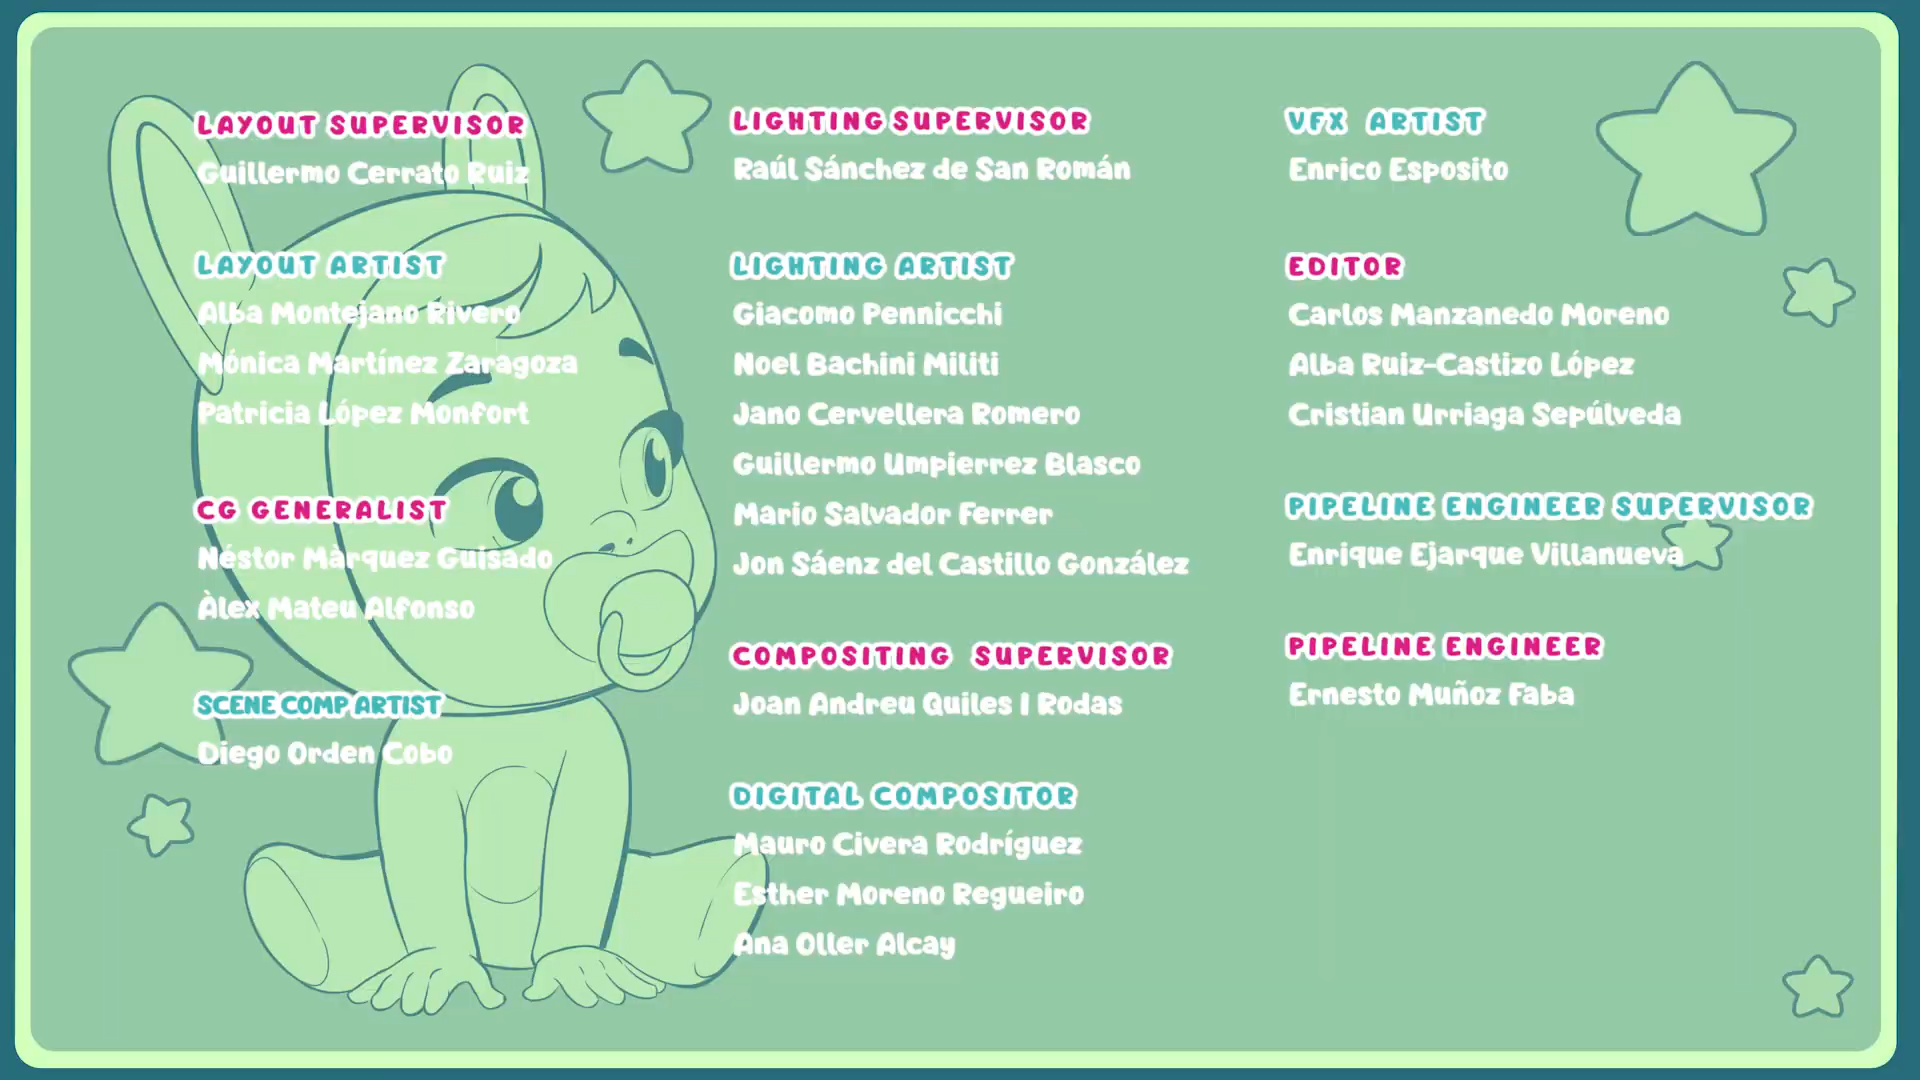 LAYOUT SUPERVISOR
Guillermo Cerrato Ruiz
LAYOUT ARTIST
Alba Montejano Rivero
Mónica Martínez Zaragoza
Patricia López Monfort
CG GENERALIST
Néstor Màrquez Guisado
Àlex Mateu Alfonso
SCENE COMP ARTIST
Diego Orden Cobo
LIGHTING SUPERVISOR
Raúl Sánchez de San Román
LIGHTING ARTIST
Giacomo Pennicchi
Noel Bachini Militi
Jano Cervellera Romero
Guillermo Umpierrez Blasco
Mario Salvador Ferrer
Jon Sáenz del Castillo González
COMPOSITING SUPERVISOR
Joan Andreu Quiles I Rodas
DIGITAL COMPOSITOR
Mauro Civera Rodríguez
Esther Moreno Regueiro
Ana Oller Alcay
VFX ARTIST
Enrico Esposito
EDITOR
Carlos Manzanedo Moreno
Alba Ruiz-Castizo López
Cristian Urriaga Sepúlveda
PIPELINE ENGINEER SUPERVISOR
Enrique Ejarque Villanueva
PIPELINE ENGINEER
Ernesto Muñoz Faba